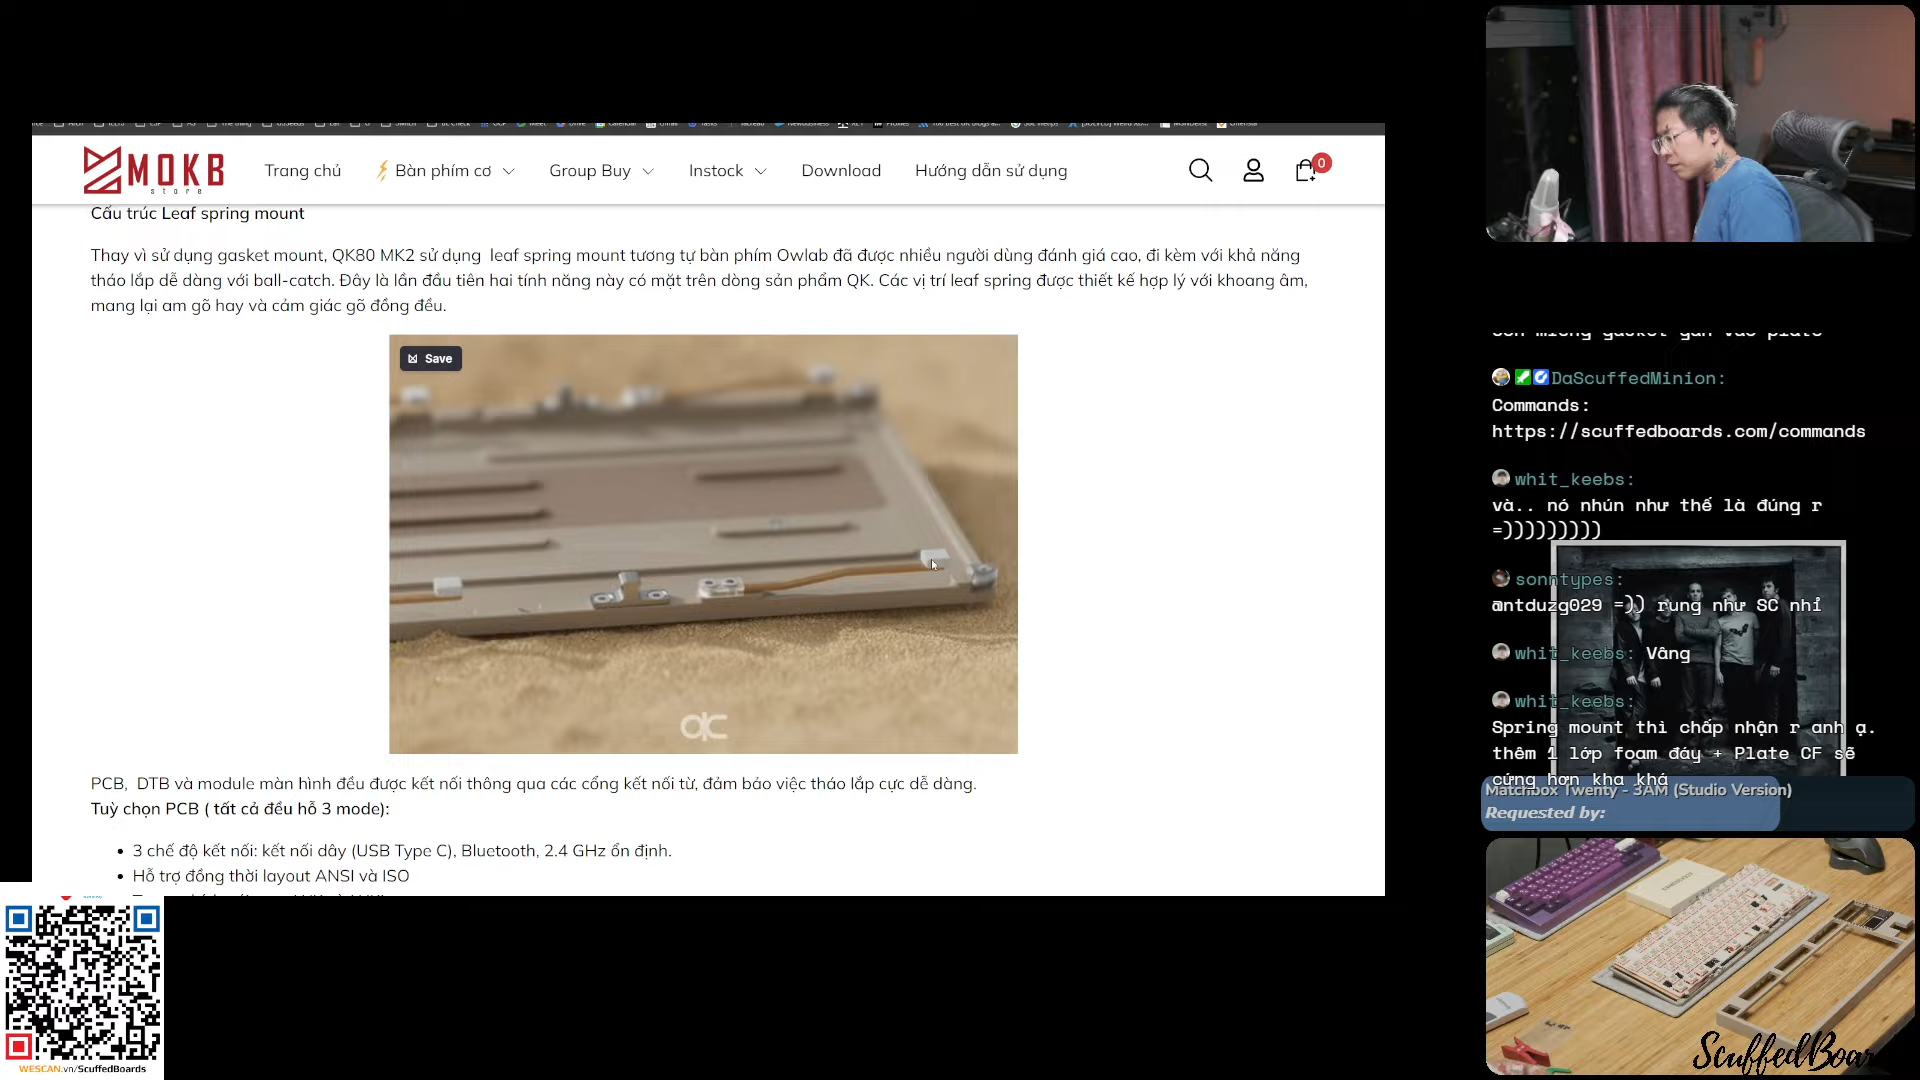 MOKB
store
Trang chủ
Bàn phím cơ
Group Buy
Instock
Download
Hướng dẫn sử dụng
0
Cấu trúc Leaf spring mount
Thay vì sử dụng gasket mount, QK80 MK2 sử dụng leaf spring mount tương tự bàn phím Owlab đã được nhiều người dùng đánh giá cao, đi kèm với khả năng
tháo lắp dễ dàng với ball-catch. Đây là lần đầu tiên hai tính năng này có mặt trên dòng sản phẩm QK. Các vị trí leaf spring được thiết kế hợp lý với khoang âm,
mang lại am gõ hay và cảm giác gõ đồng đều.
Save
PCB, DTB và module màn hình đều được kết nối thông qua các cổng kết nối từ, đảm bảo việc tháo lắp cực dễ dàng.
Tuỳ chọn PCB ( tất cả đều hỗ 3 mode):
3 chế độ kết nối: kết nối dây (USB Type C), Bluetooth, 2.4 GHz ổn định.
Hỗ trợ đồng thời layout ANSI và ISO
WESCAN.vn/ScuffedBoards
DaScuffedMinion:
Commands:
https://scuffedboards.com/commands
whit_keebs:
và.. nó nhún như thế là đúng r
=)))))))))
sonntypes:
@ntduzg029 =)) rung như SC nhỉ
whit_keebs: Vâng
whit_keebs:
Spring mount thì chấp nhận r anh ạ.
thêm 1 lớp foam đáy + Plate CF sẽ
cứng hơn kha khá
Matchbox Twenty - 3AM (Studio Version)
Requested by:
ScuffedBoar